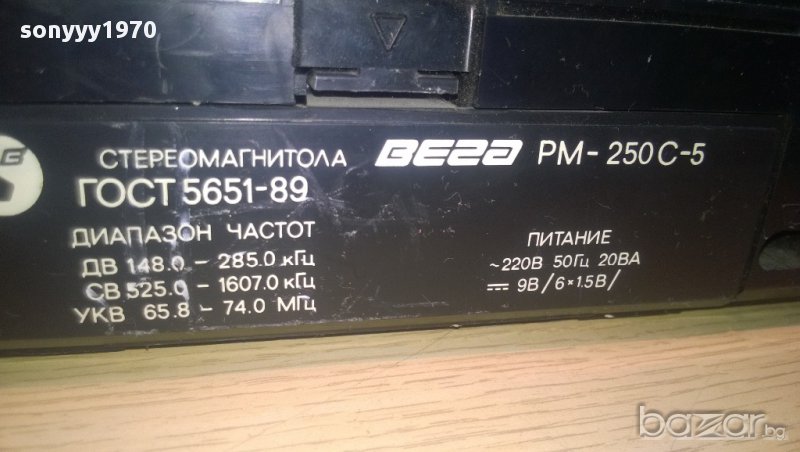 sonyyy1970
СТЕРЕОМАГНИТОЛА ВЕГА РМ-250С-5
ГОСТ 5651-89
ДИАПАЗОН ЧАСТОТ
ДВ 148.0 - 285.0 кГц
СВ 525.0 - 1607.0 кГц
УКВ 65.8 - 74.0 МГц
ПИТАНИЕ
~220В 50Гц 20ВА
⎓ 9В/6×1.5В/
bazar.bg